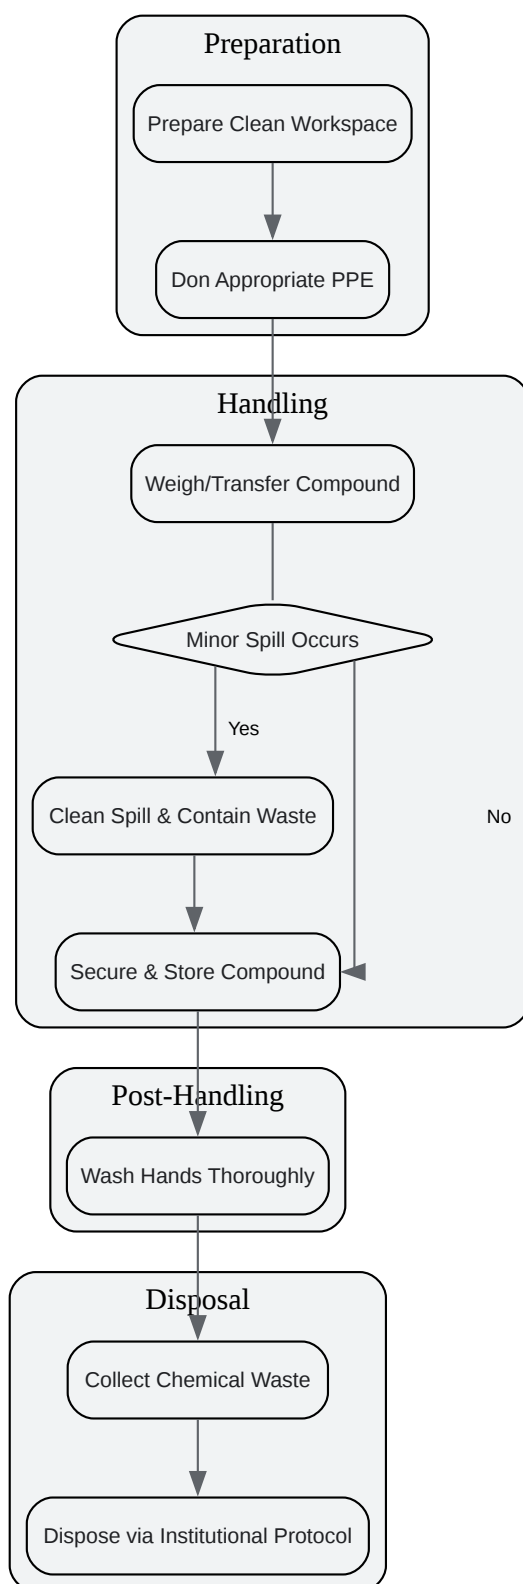 Preparation
Prepare Clean Workspace
Don Appropriate PPE
Handling
Weigh/Transfer Compound
Minor Spill Occurs
Yes
Clean Spill & Contain Waste
No
Secure & Store Compound
Post-Handling
Wash Hands Thoroughly
Disposal
Collect Chemical Waste
Dispose via Institutional Protocol